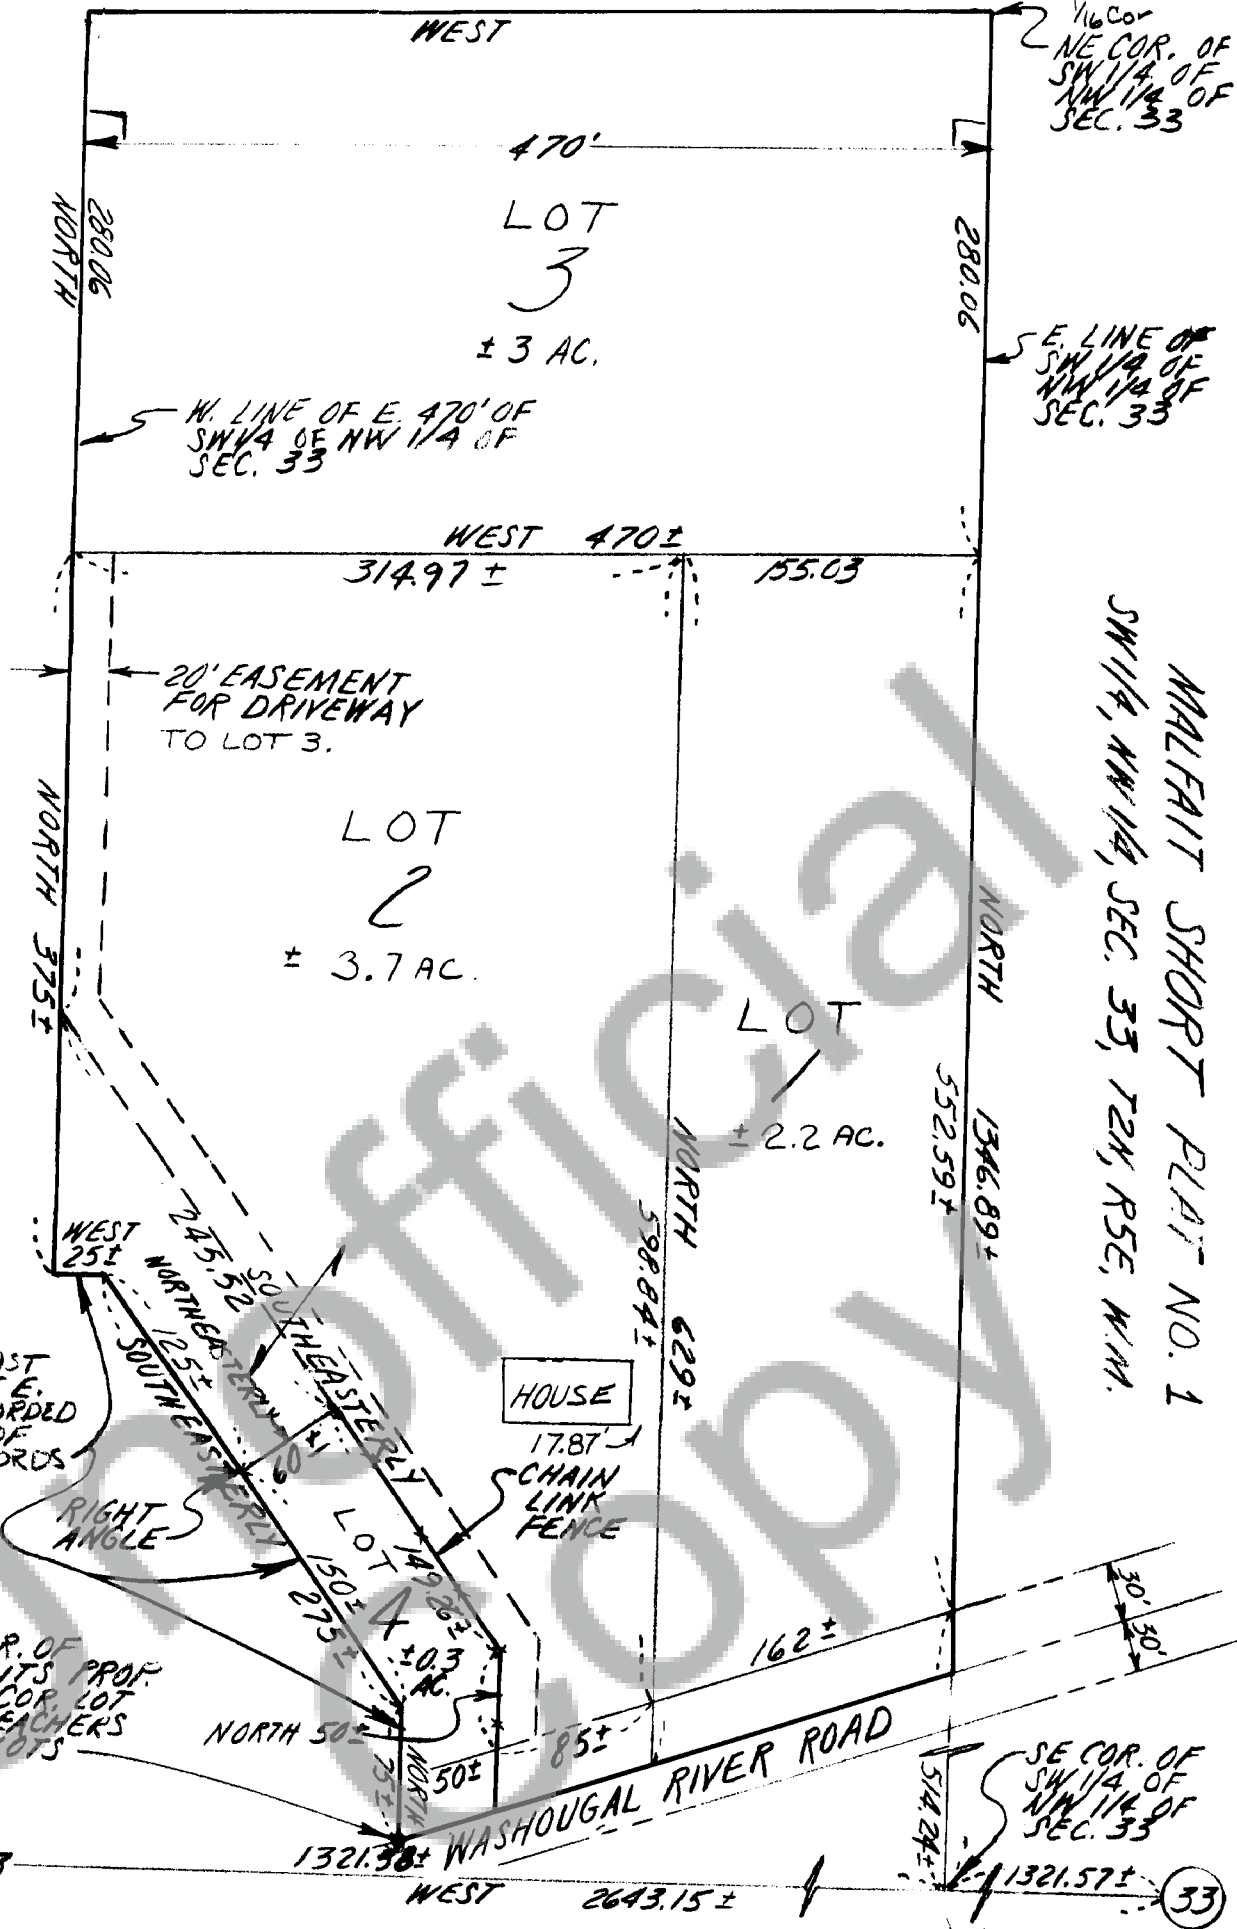 WEST
1/16 Cor
NE COR. OF
SW 1/4 OF
NW 1/4 OF
SEC. 33
470'
NORTH
280.06
LOT
3
± 3 AC.
280.06
E. LINE OF
SW 1/4 OF
NW 1/4 OF
SEC. 33
W. LINE OF E. 470' OF
SW 1/4 OF NW 1/4 OF
SEC. 33
WEST 470±
314.97 ±
155.03
20' EASEMENT
FOR DRIVEWAY
TO LOT 3.
MALFAIT SHORT PLAT NO. 1
SW 1/4, NW 1/4, SEC. 33, T2N, R5E, W.M.
NORTH 375±
LOT
2
± 3.7 AC.
LOT
1
± 2.2 AC.
NORTH
1346.89±
552.59±
NORTH 629±
598.84±
WEST
25±
245.52
NORTHEASTERLY
60±
SOUTHEASTERLY
125±
SOUTHEASTERLY
HOUSE
17.87'
CHAIN
LINK
FENCE
RIGHT
ANGLE
LOT
4
±0.3
AC.
149.26±
150±
275±
162±
30'
30'
NORTH 50±
85±
50±
NORTH
75±
WASHOUGAL RIVER ROAD
514.24±
SE COR. OF
SW 1/4 OF
NW 1/4 OF
SEC. 33
WEST 2643.15 ±
1321.57±
33
Unofficial
Copy